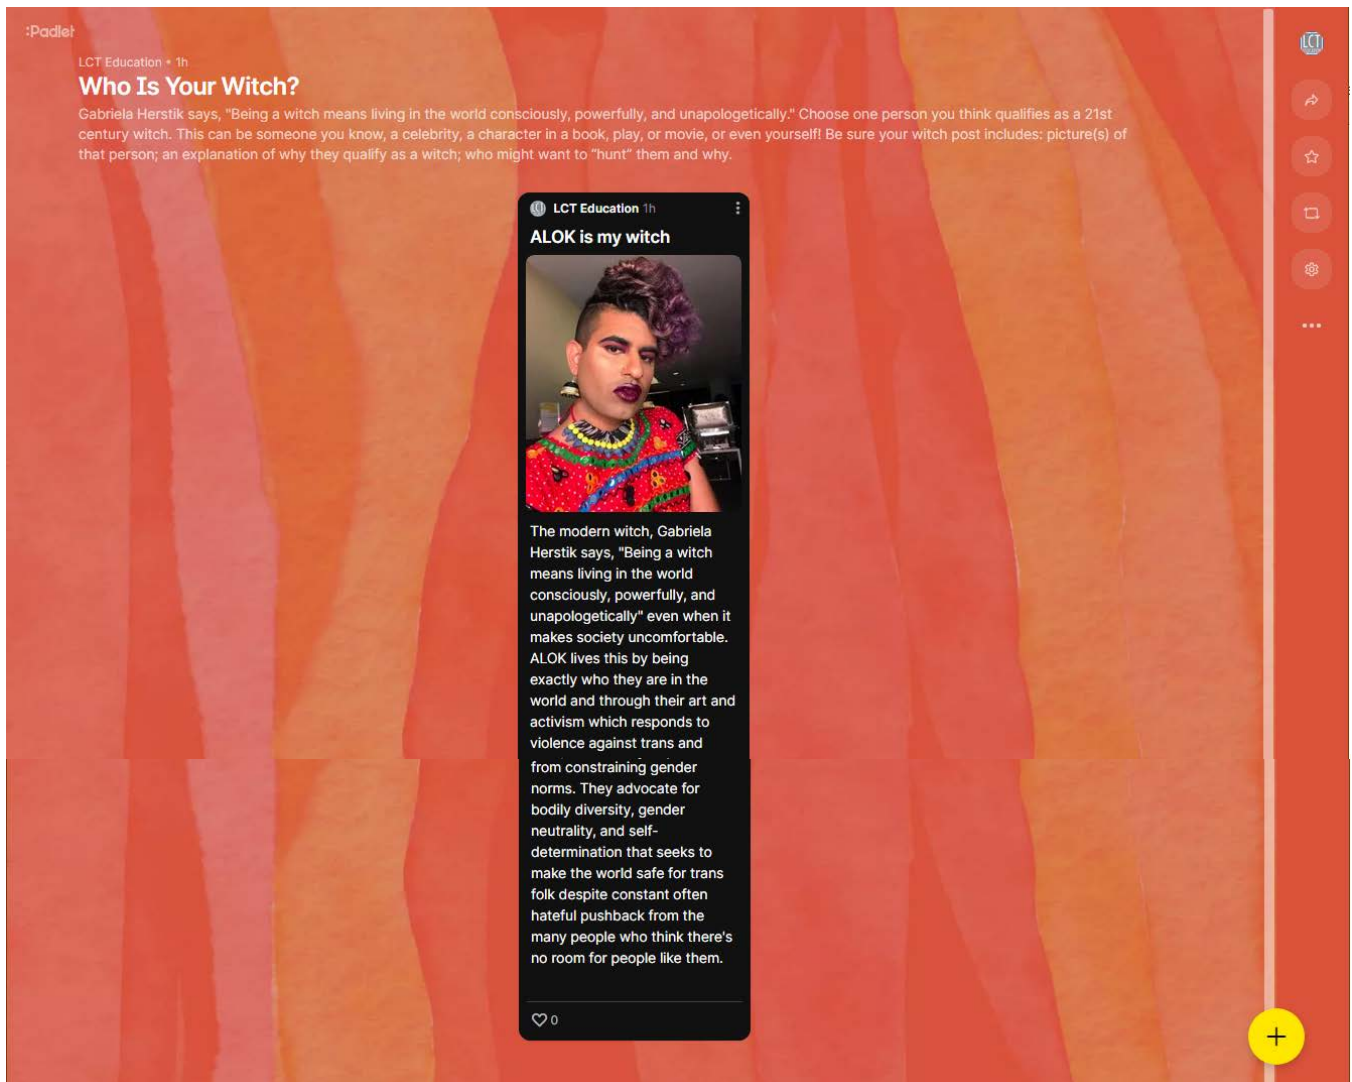 :Padlet
LCT
LCT Education • 1h
Who Is Your Witch?
Gabriela Herstik says, "Being a witch means living in the world consciously, powerfully, and unapologetically." Choose one person you think qualifies as a 21st
century witch. This can be someone you know, a celebrity, a character in a book, play, or movie, or even yourself! Be sure your witch post includes: picture(s) of
that person; an explanation of why they qualify as a witch; who might want to “hunt” them and why.
LCT Education 1h
ALOK is my witch
The modern witch, Gabriela
Herstik says, "Being a witch
means living in the world
consciously, powerfully, and
unapologetically" even when it
makes society uncomfortable.
ALOK lives this by being
exactly who they are in the
world and through their art and
activism which responds to
violence against trans and
from constraining gender
norms. They advocate for
bodily diversity, gender
neutrality, and self-
determination that seeks to
make the world safe for trans
folk despite constant often
hateful pushback from the
many people who think there's
no room for people like them.
0